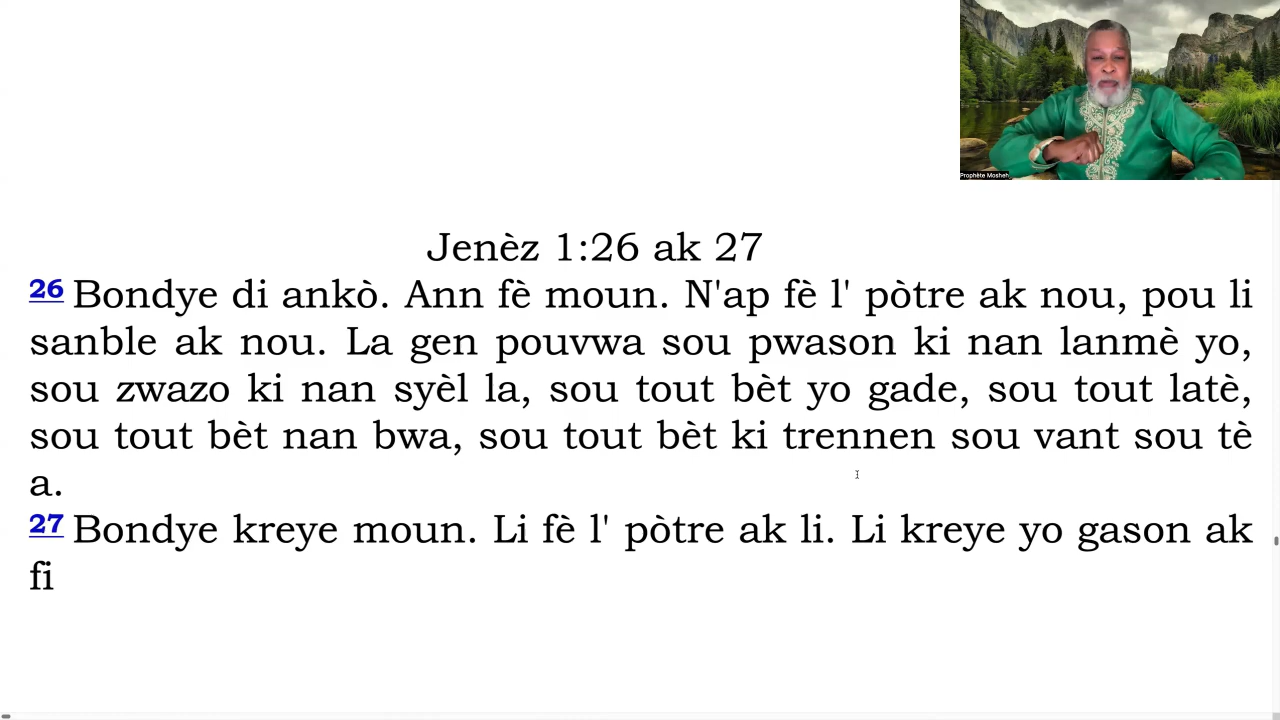 Prophète Mosheh
Jenèz 1:26 ak 27
26 Bondye di ankò. Ann fè moun. N'ap fè l' pòtre ak nou, pou li
sanble ak nou. La gen pouvwa sou pwason ki nan lanmè yo,
sou zwazo ki nan syèl la, sou tout bèt yo gade, sou tout latè,
sou tout bèt nan bwa, sou tout bèt ki trennen sou vant sou tè
a.
27 Bondye kreye moun. Li fè l' pòtre ak li. Li kreye yo gason ak
fi